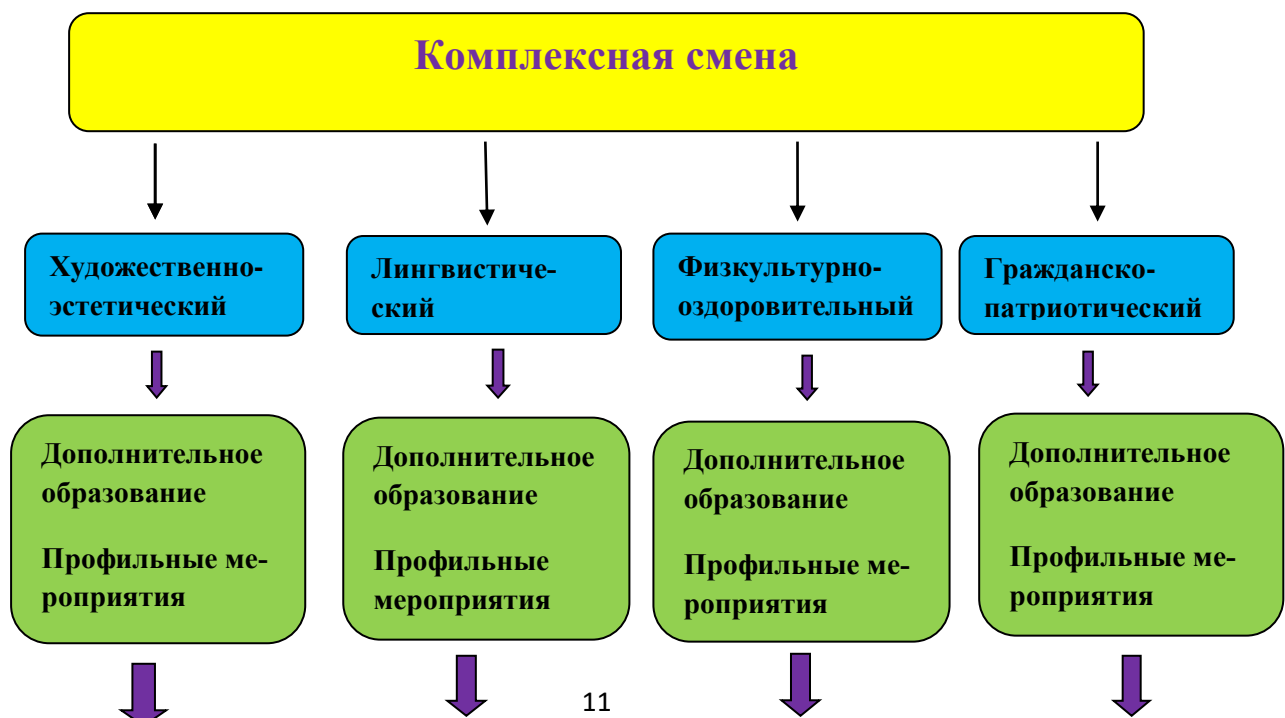 Комплексная смена
Художественно-
эстетический
Лингвистиче-
ский
Физкультурно-
оздоровительный
Гражданско-
патриотический
Дополнительное
образование
Профильные ме-
роприятия
Дополнительное
образование
Профильные
мероприятия
Дополнительное
образование
Профильные ме-
роприятия
Дополнительное
образование
Профильные ме-
роприятия
11